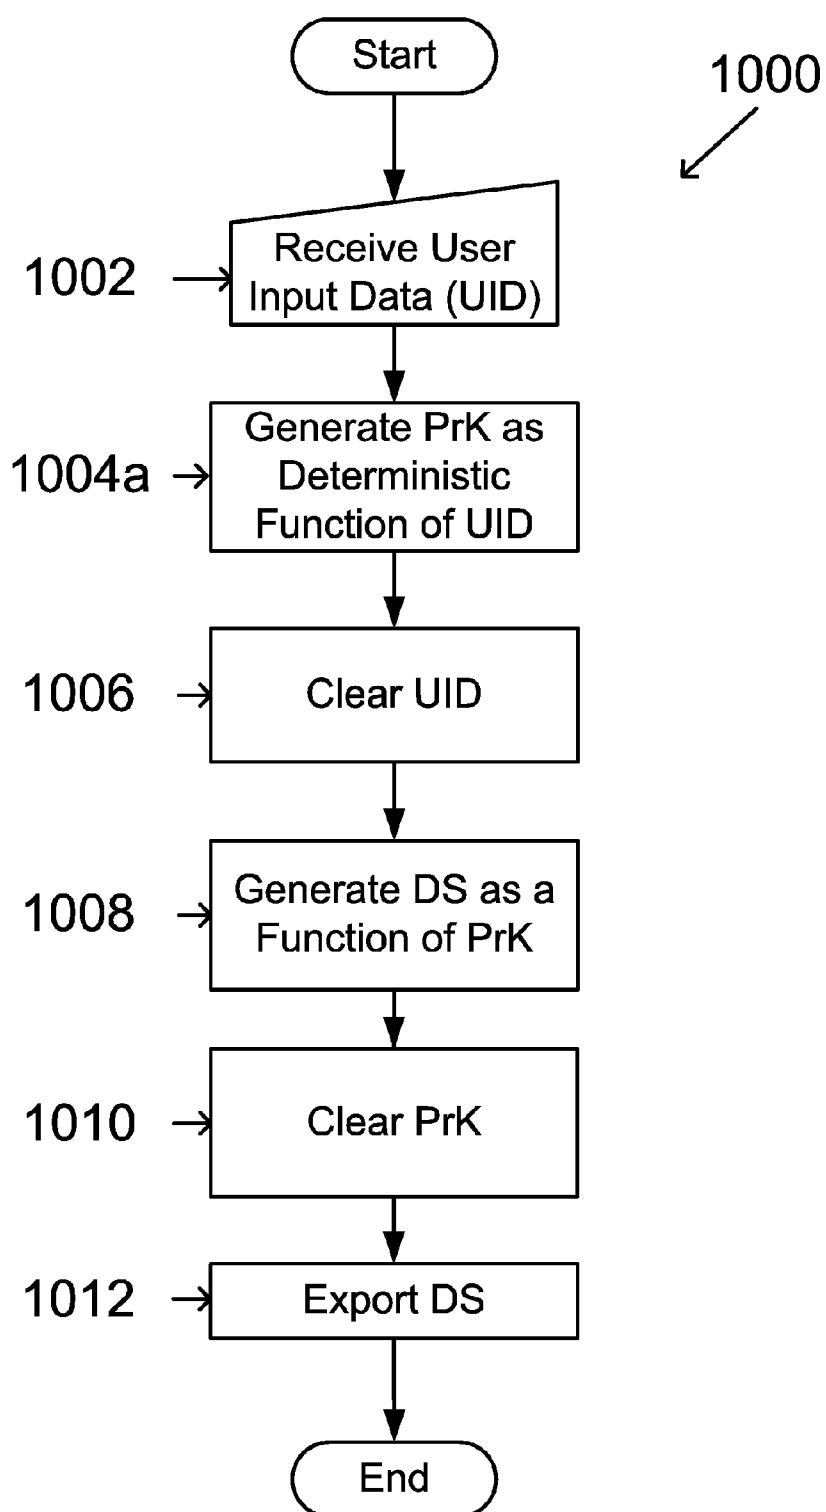 Start
1000
1002
Receive User
Input Data (UID)
1004a
Generate PrK as
Deterministic
Function of UID
1006
Clear UID
1008
Generate DS as a
Function of PrK
1010
Clear PrK
1012
Export DS
End